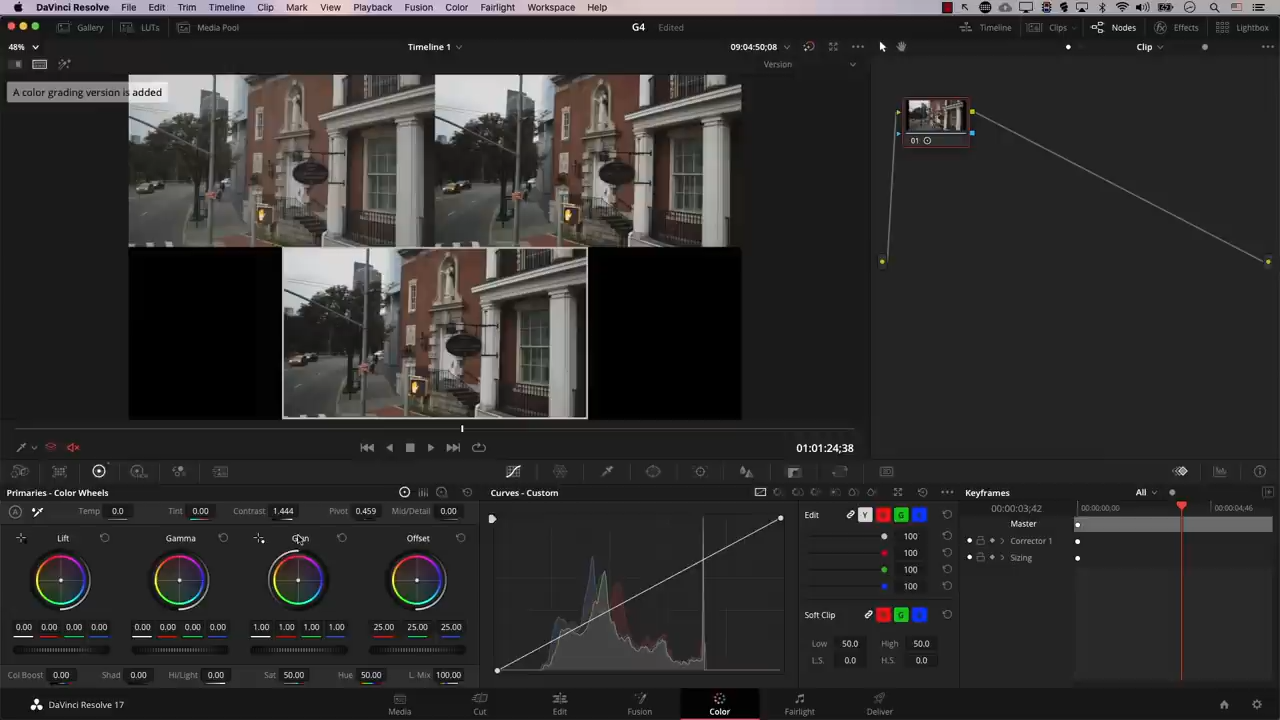 DaVinci Resolve File Edit Trim Timeline Clip Mark View Playback Fusion Color Fairlight Workspace Help
Gallery LUTs Media Pool G4 Edited Timeline Clips Nodes Effects Lightbox
48% Timeline 1 09:04:50;08 Clip
Version
A color grading version is added
01
01:01:24;38
Primaries - Color Wheels Curves - Custom Keyframes All
Temp 0.0 Tint 0.00 Contrast 1.444 Pivot 0.459 Mid/Detail 0.00
Edit Y R G B
00:00:03;42 00:00:00;00 00:00:04;46
Master
Lift Gamma Gain Offset
100 Corrector 1
100 Sizing
100
100
Soft Clip R G B
0.00 0.00 0.00 0.00 0.00 0.00 0.00 0.00 1.00 1.00 1.00 1.00 25.00 25.00 25.00
Low 50.0 High 50.0
L.S. 0.0 H.S. 0.0
Col Boost 0.00 Shad 0.00 Hi/Light 0.00 Sat 50.00 Hue 50.00 L. Mix 100.00
DaVinci Resolve 17 Media Cut Edit Fusion Color Fairlight Deliver